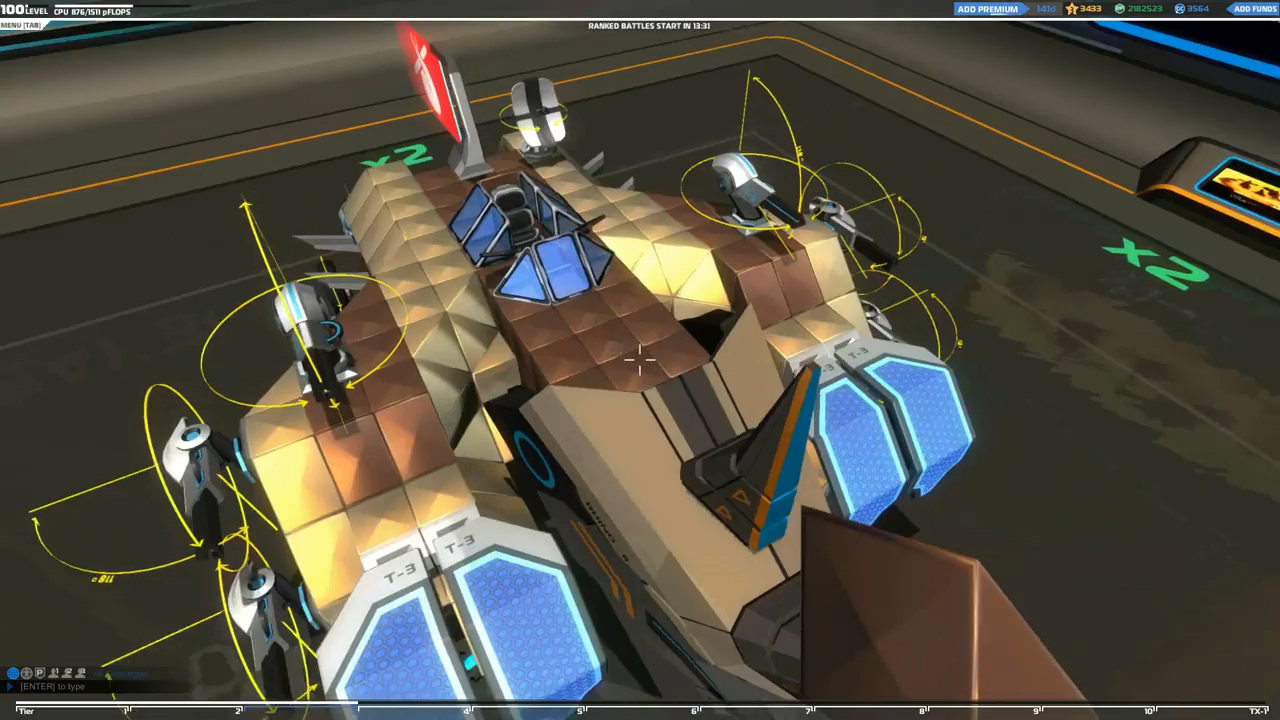 100 LEVEL
CPU 876/1511 pFLOPS
ADD PREMIUM
141d
3433
2182523
3564
ADD FUNDS
MENU [TAB]
RANKED BATTLES START IN 13:31
x2
x2
T-3
T-3
T-3
[ENTER] to type
Tier
1
2
4
5
6
7
8
9
10
TX-1